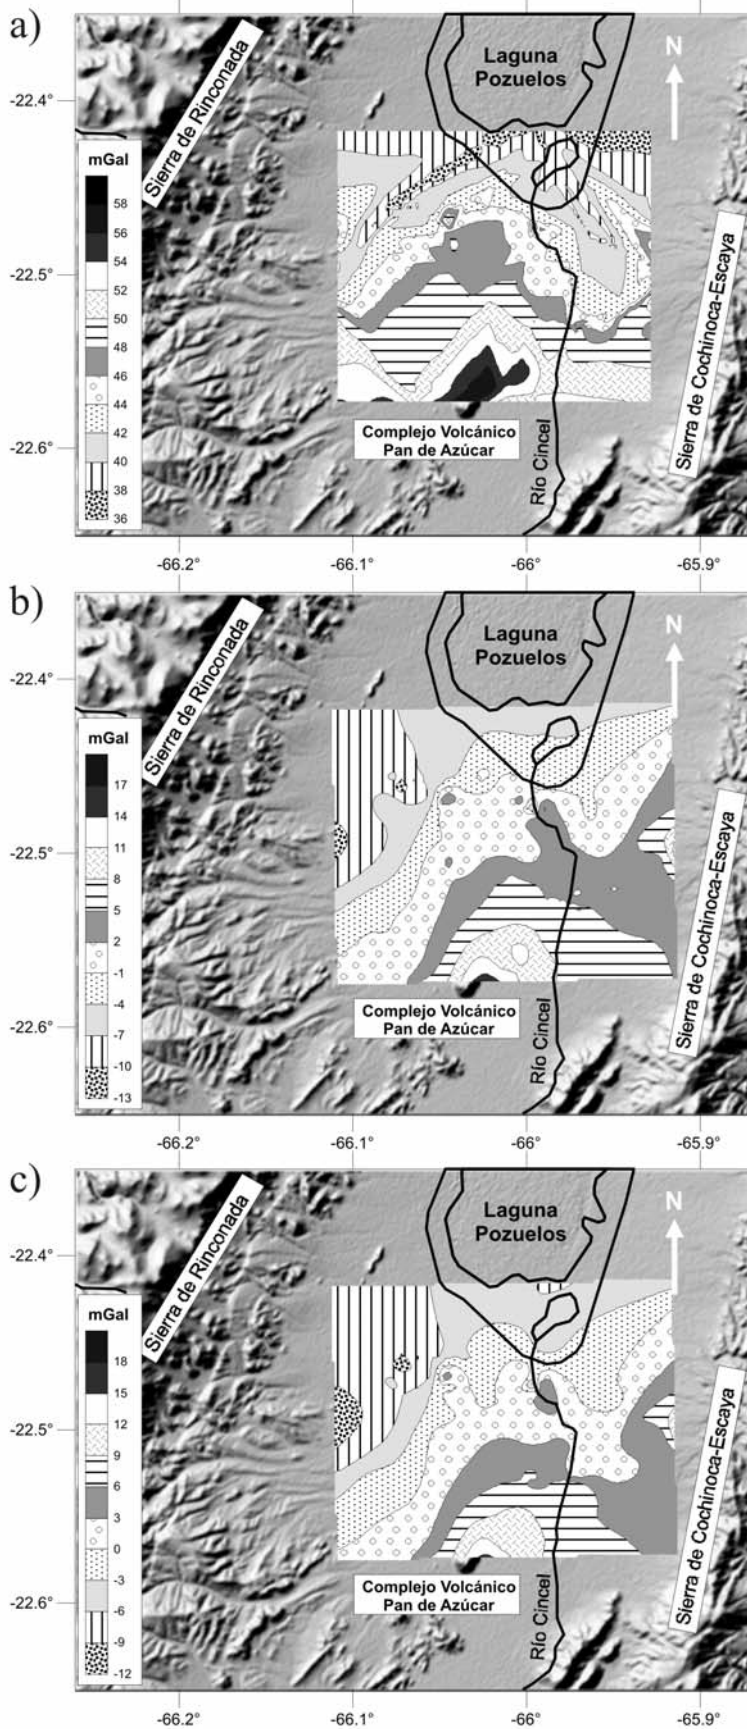 a)
Laguna
Pozuelos
N
Sierra de Rinconada
-22.4°
mGal
58
56
54
52
50
48
46
44
42
40
38
36
-22.5°
-22.6°
Sierra de Cochinoca-Escaya
Complejo Volcánico
Pan de Azúcar
Río Cincel
-66.2°
-66.1°
-66°
-65.9°
b)
Laguna
Pozuelos
N
Sierra de Rinconada
-22.4°
mGal
17
14
11
8
5
2
-1
-4
-7
-10
-13
-22.5°
-22.6°
Sierra de Cochinoca-Escaya
Complejo Volcánico
Pan de Azúcar
Río Cincel
-66.2°
-66.1°
-66°
-65.9°
c)
Laguna
Pozuelos
N
Sierra de Rinconada
-22.4°
mGal
18
15
12
9
6
3
0
-3
-6
-9
-12
-22.5°
-22.6°
Sierra de Cochinoca-Escaya
Complejo Volcánico
Pan de Azúcar
Río Cincel
-66.2°
-66.1°
-66°
-65.9°